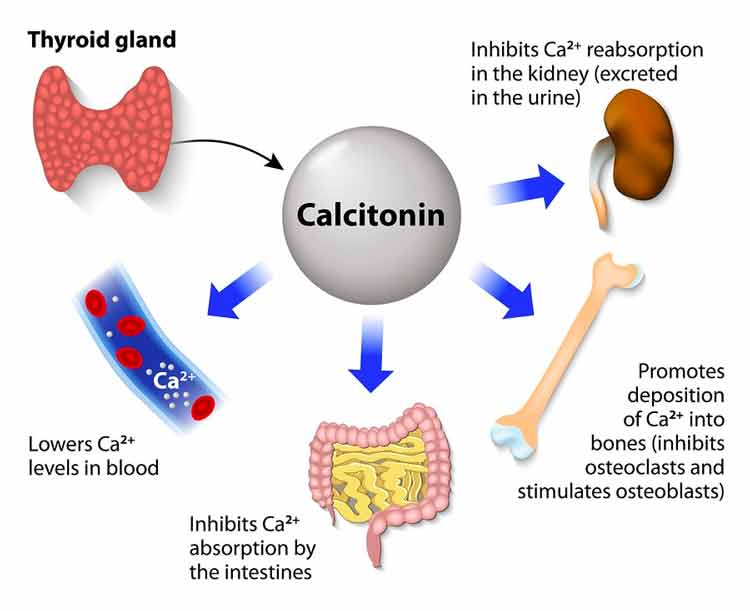 Thyroid gland
Inhibits Ca²⁺ reabsorption
in the kidney (excreted
in the urine)
Calcitonin
Ca²⁺
Lowers Ca²⁺
levels in blood
Promotes
deposition
of Ca²⁺ into
bones (inhibits
osteoclasts and
stimulates osteoblasts)
Inhibits Ca²⁺
absorption by
the intestines